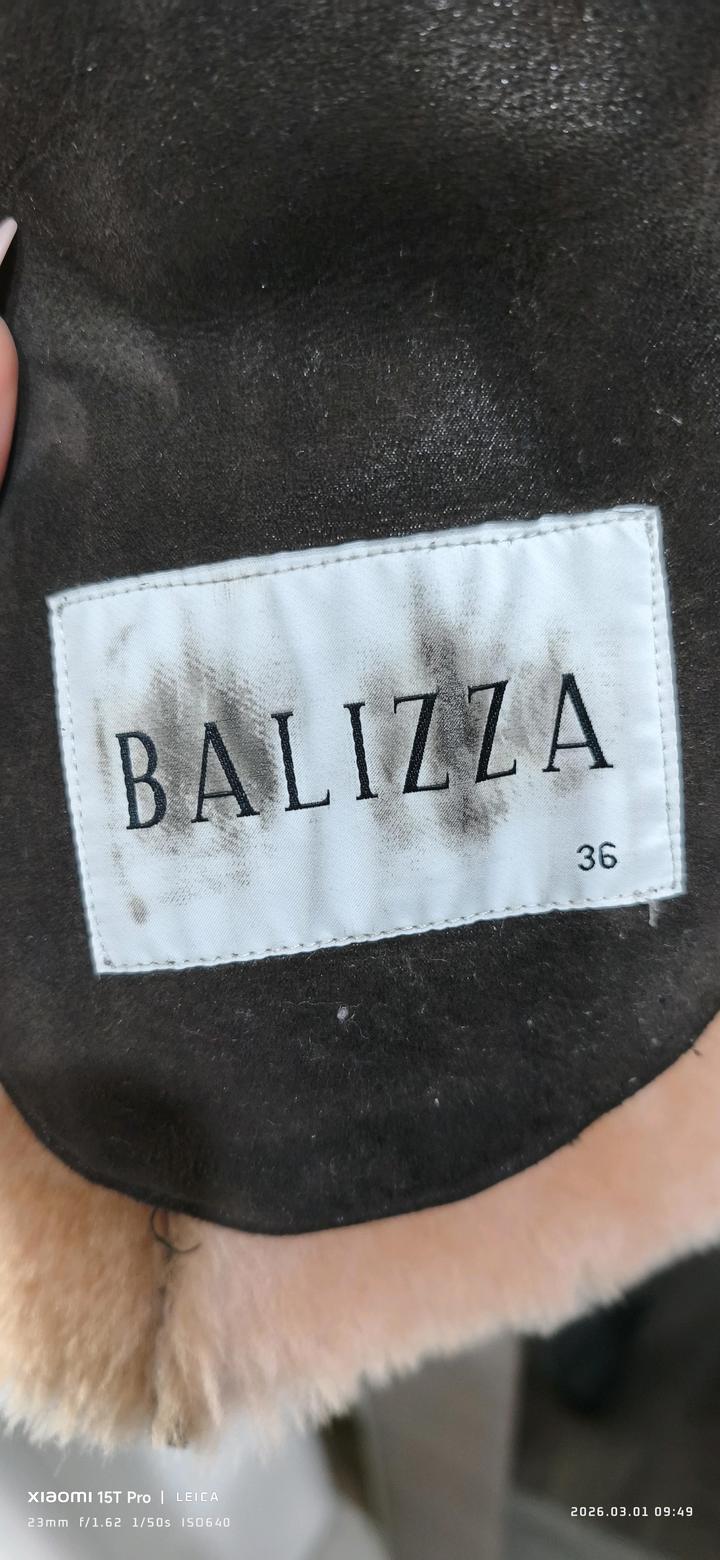 BALIZZA
36
xiaomi 15T Pro | LEICA
23mm f/1.62 1/50s ISO640
2026.03.01 09:49